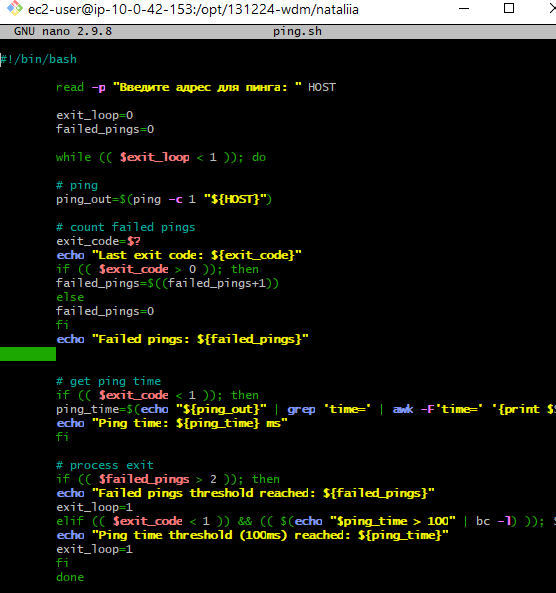 ec2-user@ip-10-0-42-153:/opt/131224-wdm/nataliia
GNU nano 2.9.8 ping.sh
#!/bin/bash
read -p "Введите адрес для пинга: " HOST
exit_loop=0
failed_pings=0
while (( $exit_loop < 1 )); do
# ping
ping_out=$(ping -c 1 "${HOST}")
# count failed pings
exit_code=$?
echo "Last exit code: ${exit_code}"
if (( $exit_code > 0 )); then
failed_pings=$((failed_pings+1))
else
failed_pings=0
fi
echo "Failed pings: ${failed_pings}"
# get ping time
if (( $exit_code < 1 )); then
ping_time=$(echo "${ping_out}" | grep 'time=' | awk -F'time=' '{print $
echo "Ping time: ${ping_time} ms"
fi
# process exit
if (( $failed_pings > 2 )); then
echo "Failed pings threshold reached: ${failed_pings}"
exit_loop=1
elif (( $exit_code < 1 )) && (( $(echo "$ping_time > 100" | bc -l) )); $
echo "Ping time threshold (100ms) reached: ${ping_time}"
exit_loop=1
fi
done